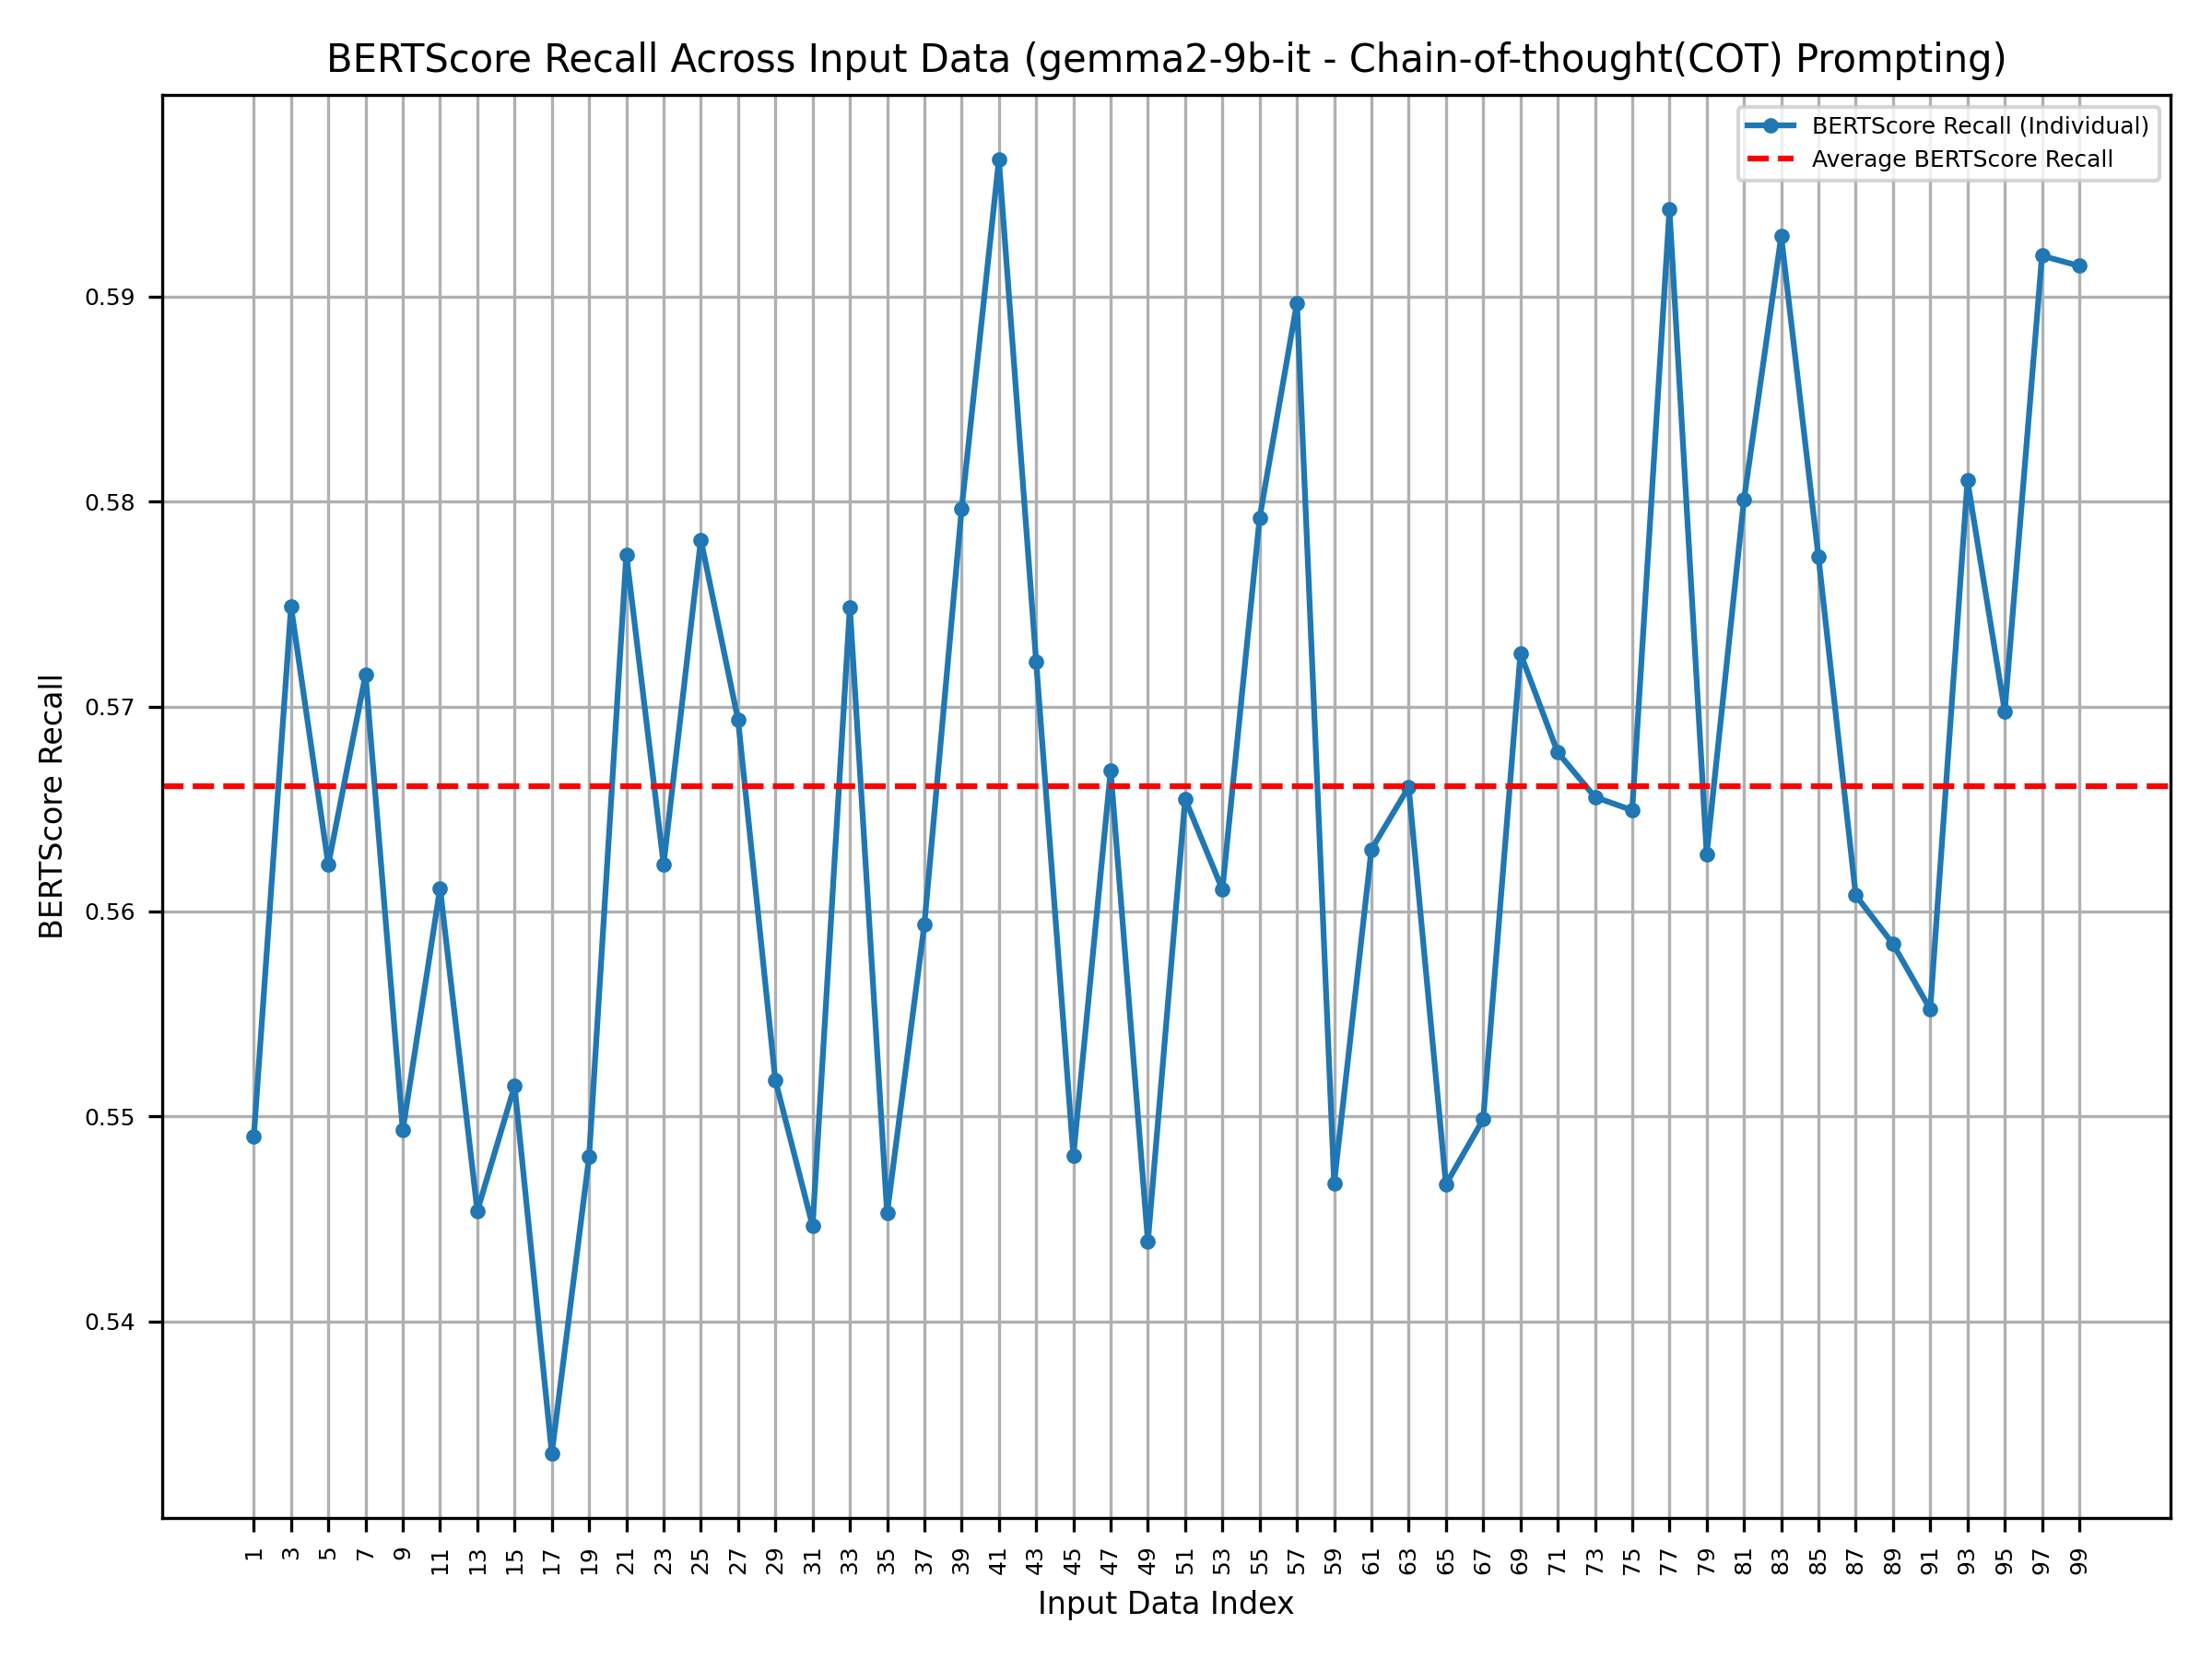 BERTScore Recall Across Input Data (gemma2-9b-it - Chain-of-thought(COT) Prompting)
BERTScore Recall (Individual)
Average BERTScore Recall
BERTScore Recall
0.59
0.58
0.57
0.56
0.55
0.54
1 3 5 7 9 11 13 15 17 19 21 23 25 27 29 31 33 35 37 39 41 43 45 47 49 51 53 55 57 59 61 63 65 67 69 71 73 75 77 79 81 83 85 87 89 91 93 95 97 99
Input Data Index